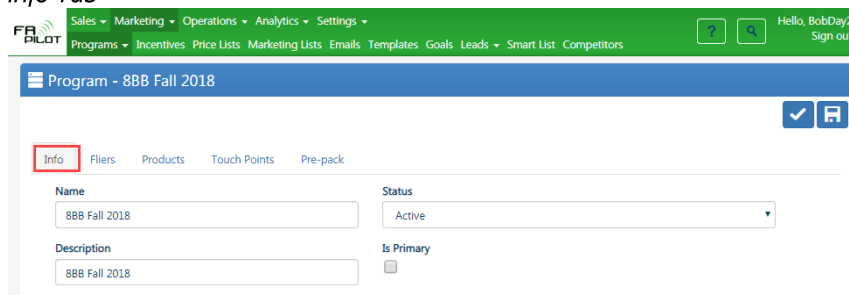 Info Tab
FR PILOT
Sales Marketing Operations Analytics Settings
Hello, BobDay2
Programs Incentives Price Lists Marketing Lists Emails Templates Goals Leads Smart List Competitors
? Sign ou
Program - 8BB Fall 2018
Info Fliers Products Touch Points Pre-pack
Name Status
8BB Fall 2018 Active
Description Is Primary
8BB Fall 2018